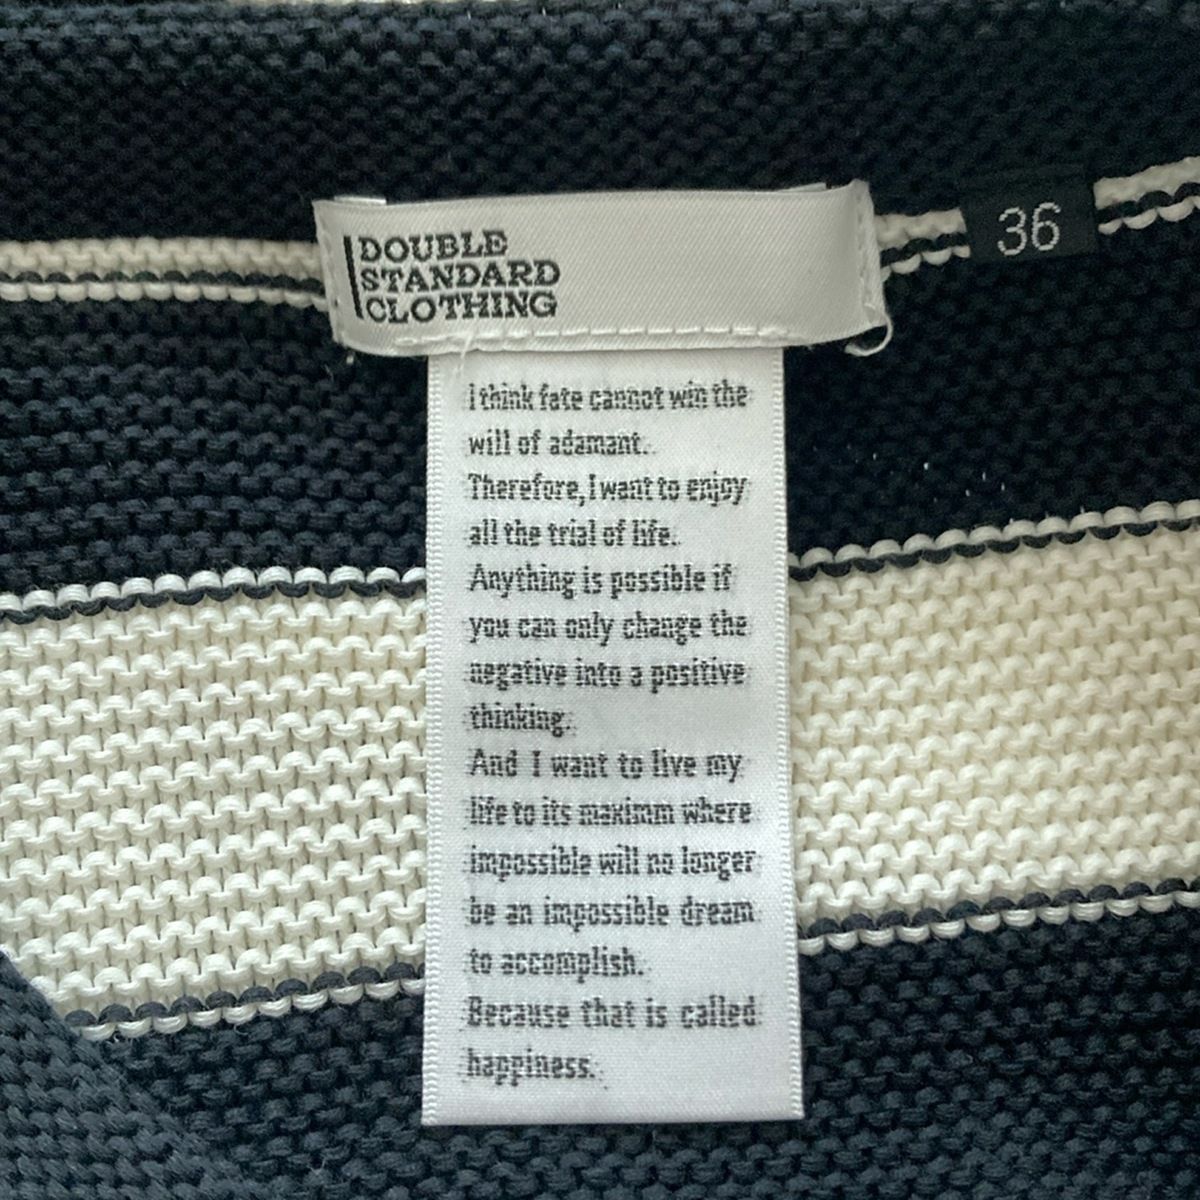 DOUBLE
STANDARD
CLOTHING
36
I think fate cannot win the
will of adamant.
Therefore, I want to enjoy
all the trial of life.
Anything is possible if
you can only change the
negative into a positive
thinking.
And I want to live my
life to its maximm where
impossible will no longer
be an impossible dream
to accomplish.
Because that is called
happiness.